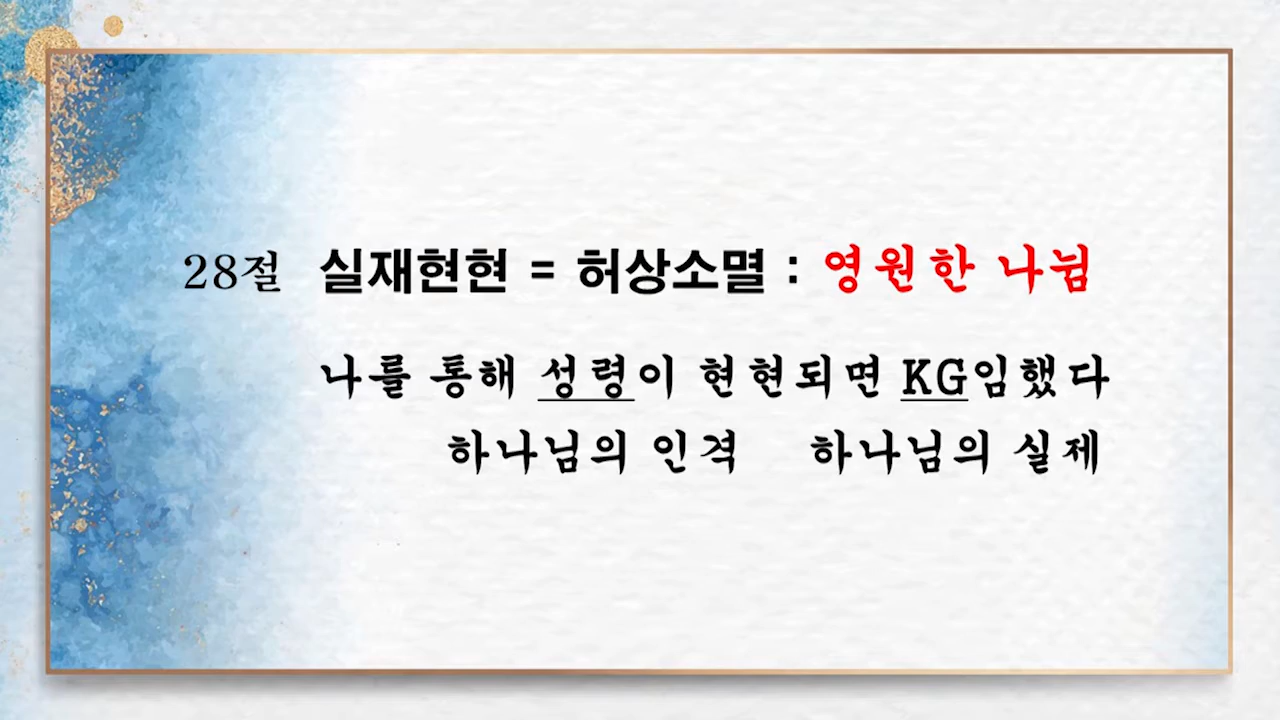 28절 실재현현 = 허상소멸 : 영원한 나뉨
나를 통해 성령이 현현되면 KG임했다
하나님의 인격 하나님의 실제